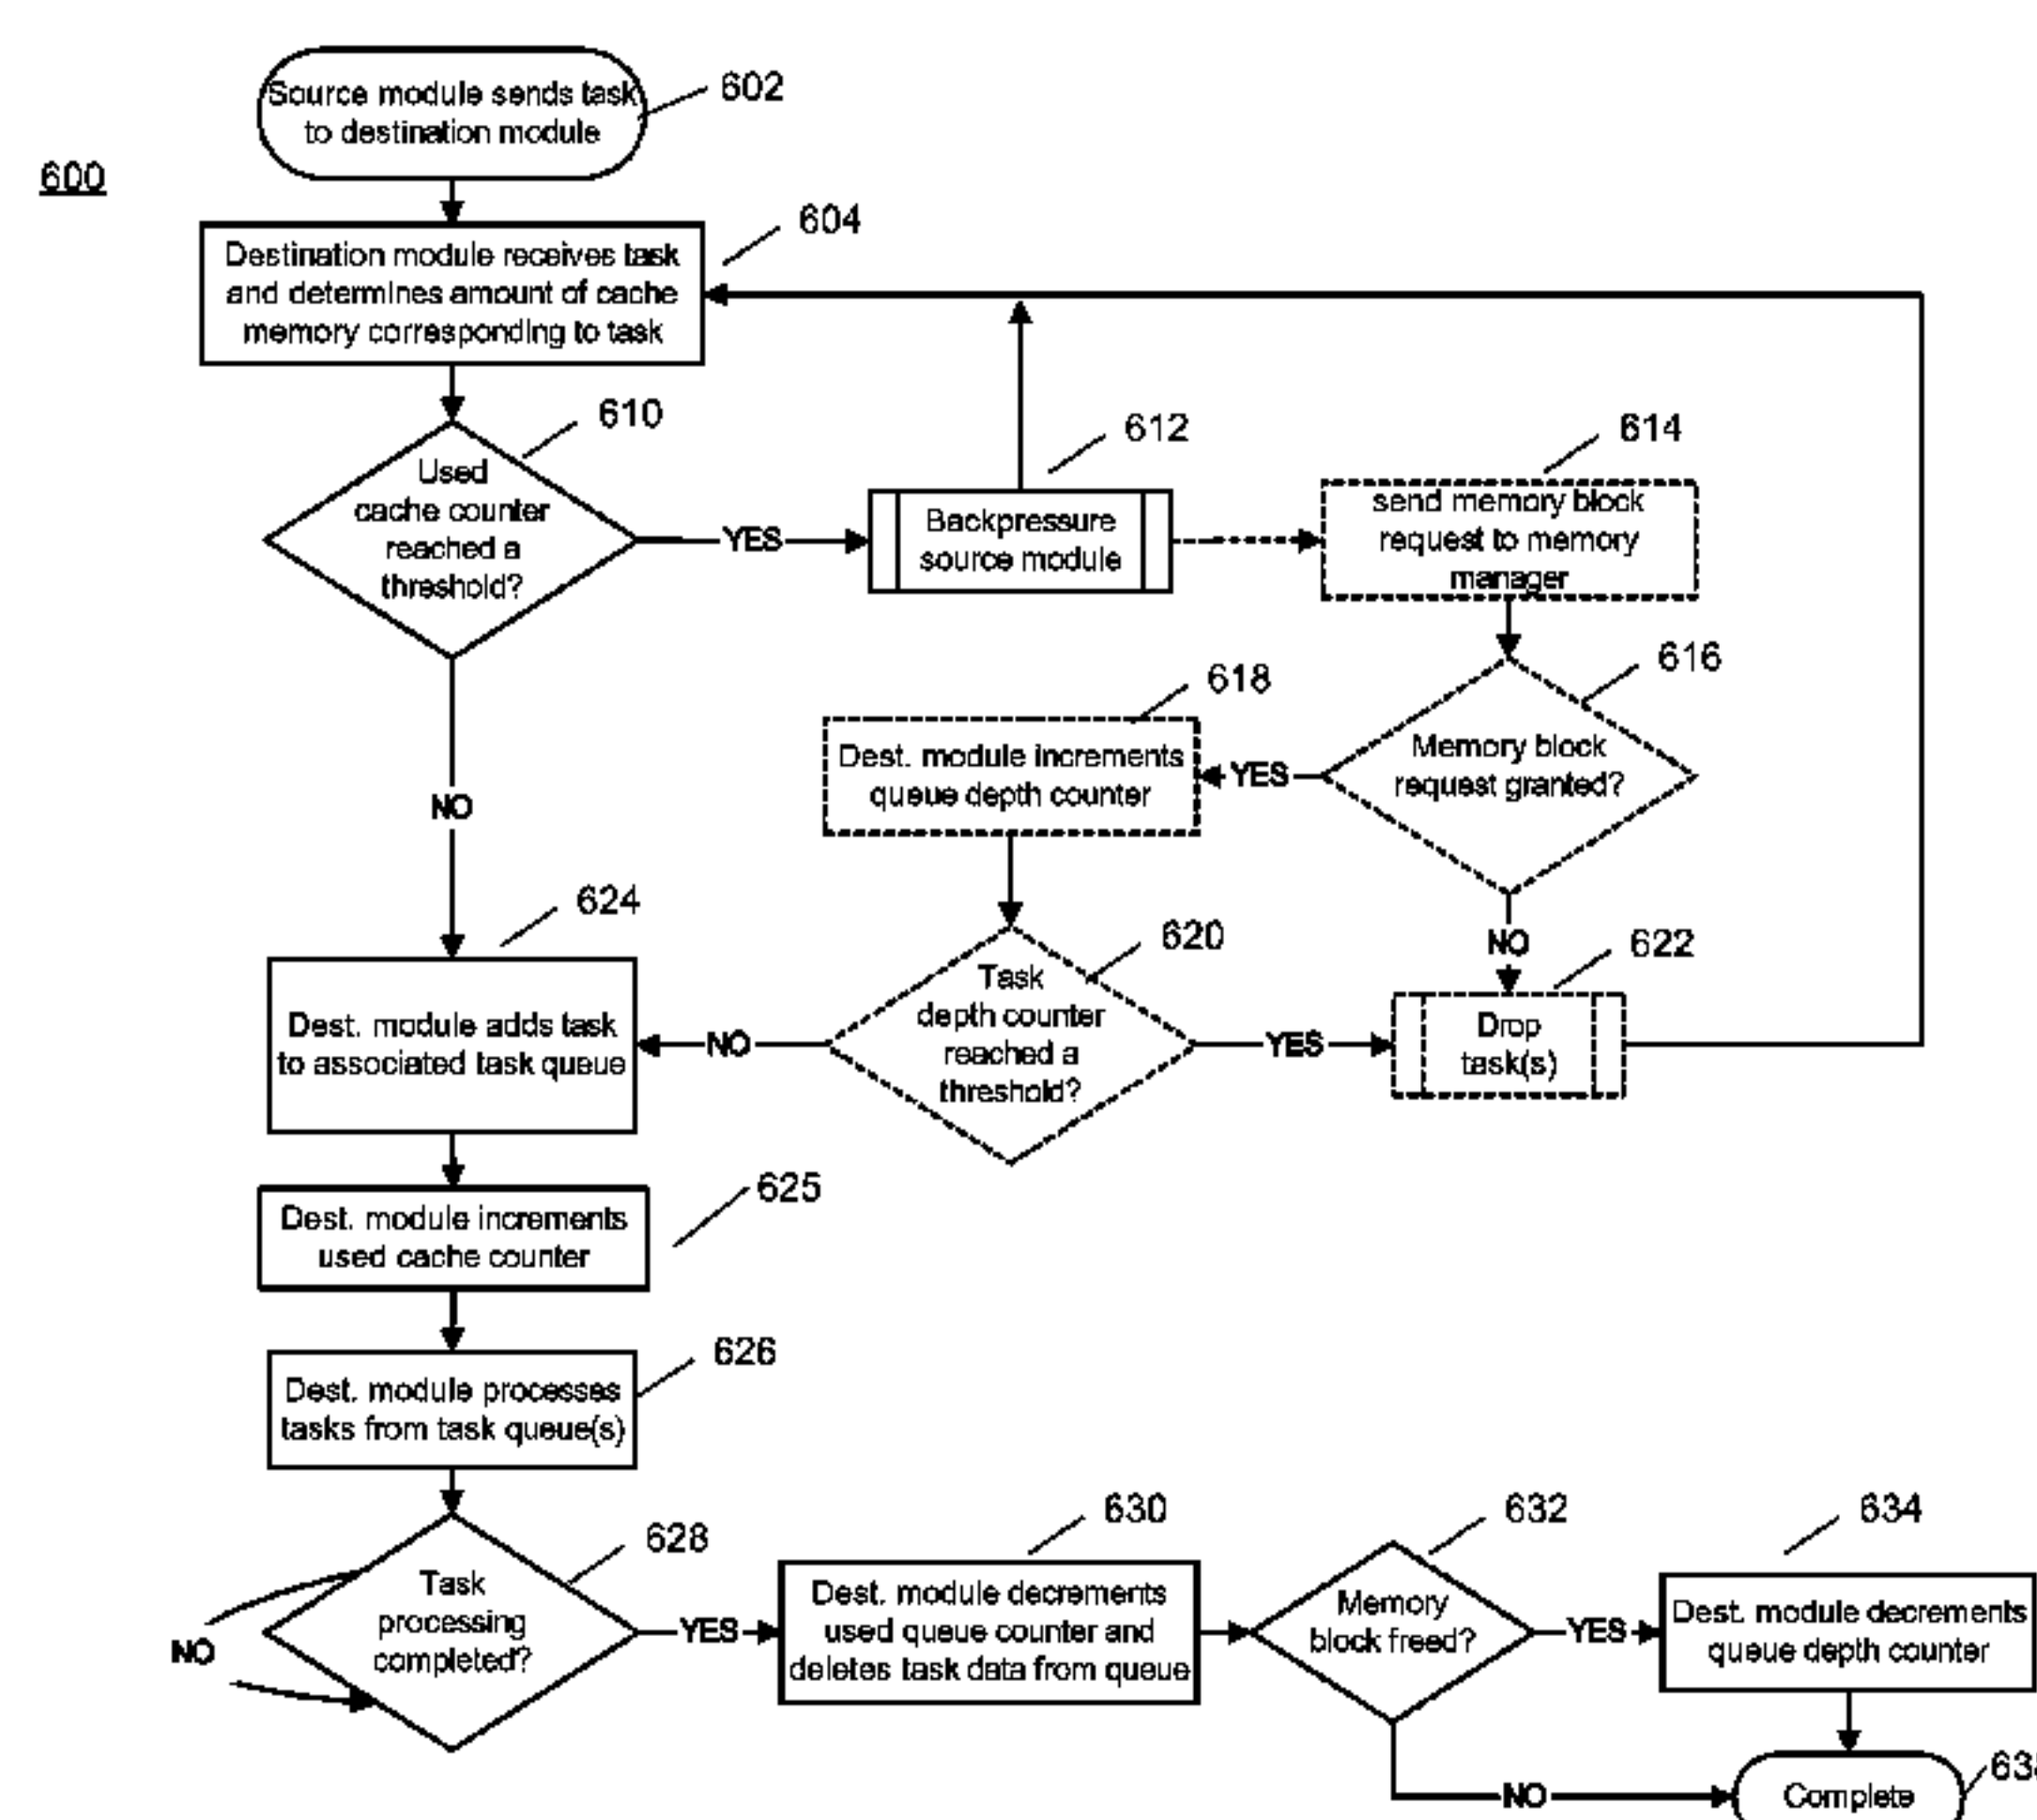 Source module sends task
to destination module
602
600
Destination module receives task
and determines amount of cache
memory corresponding to task
604
Used
cache counter
reached a
threshold?
610
YES
Backpressure
source module
612
send memory block
request to memory
manager
614
Memory block
request granted?
616
YES
Dest. module increments
queue depth counter
618
NO
NO
Task
depth counter
reached a
threshold?
620
YES
Drop
task(s)
622
NO
Dest. module adds task
to associated task queue
624
Dest. module increments
used cache counter
625
Dest. module processes
tasks from task queue(s)
626
Task
processing
completed?
628
NO
YES
Dest. module decrements
used queue counter and
deletes task data from queue
630
Memory
block freed?
632
YES
Dest. module decrements
queue depth counter
634
NO
Complete